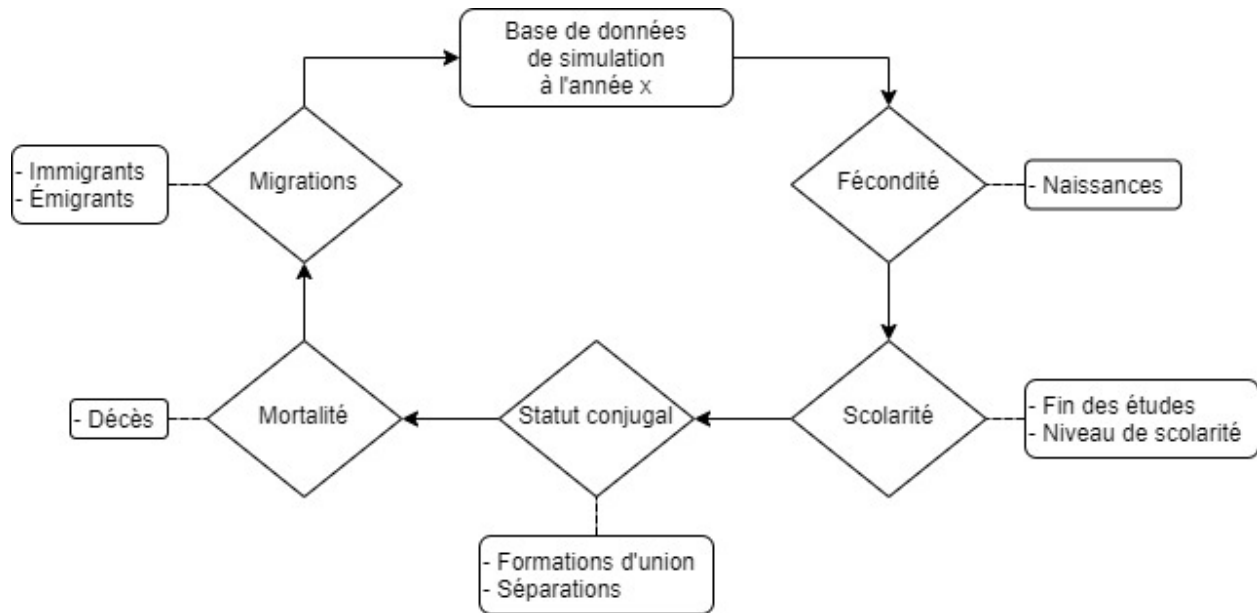 Base de données
de simulation
à l'année x
Migrations
- Immigrants
- Émigrants
Fécondité
- Naissances
Mortalité
- Décès
Statut conjugal
- Formations d'union
- Séparations
Scolarité
- Fin des études
- Niveau de scolarité